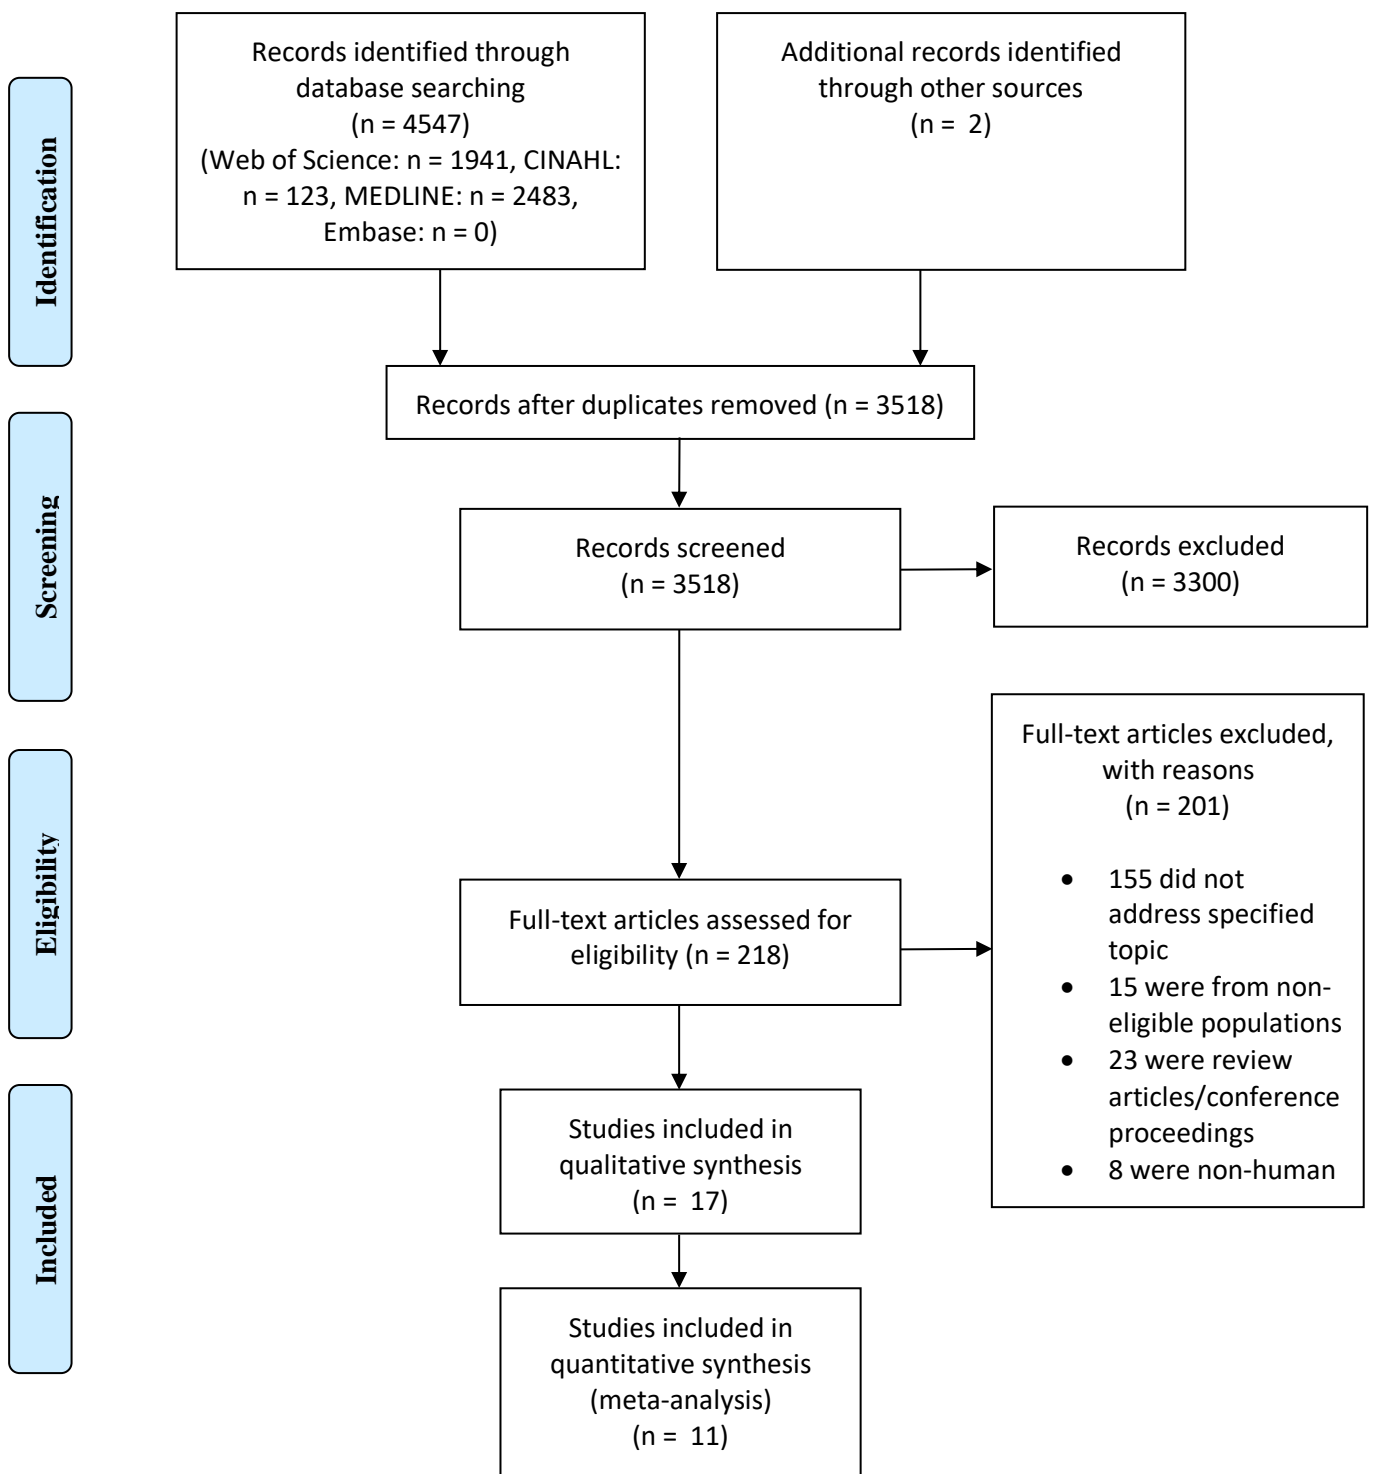 Records identified through
database searching
(n = 4547)
(Web of Science: n = 1941, CINAHL:
n = 123, MEDLINE: n = 2483,
Embase: n = 0)
Additional records identified
through other sources
(n = 2)
Identification
Records after duplicates removed (n = 3518)
Screening
Records screened
(n = 3518)
Records excluded
(n = 3300)
Eligibility
Full-text articles assessed for
eligibility (n = 218)
Full-text articles excluded,
with reasons
(n = 201)
• 155 did not
address specified
topic
• 15 were from non-
eligible populations
• 23 were review
articles/conference
proceedings
• 8 were non-human
Included
Studies included in
qualitative synthesis
(n = 17)
Studies included in
quantitative synthesis
(meta-analysis)
(n = 11)